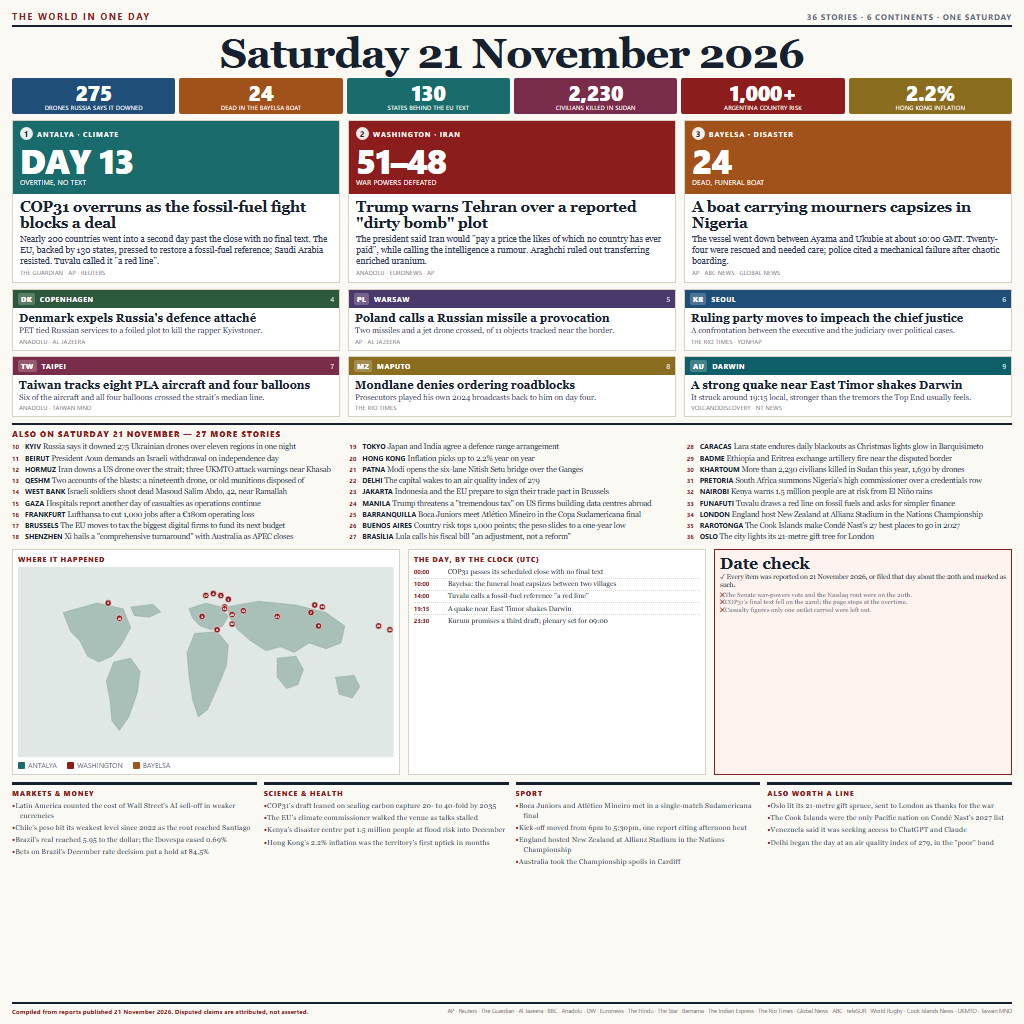 THE WORLD IN ONE DAY
36 STORIES · 6 CONTINENTS · ONE SATURDAY
Saturday 21 November 2026
275
DRONES RUSSIA SAYS IT DOWNED
24
DEAD IN THE BAYELSA BOAT
130
STATES BEHIND THE EU TEXT
2,230
CIVILIANS KILLED IN SUDAN
1,000+
ARGENTINA COUNTRY RISK
2.2%
HONG KONG INFLATION
1 ANTALYA · CLIMATE
DAY 13
OVERTIME, NO TEXT
COP31 overruns as the fossil-fuel fight
blocks a deal
Nearly 200 countries went into a second day past the close with no final text. The
EU, backed by 130 states, pressed to restore a fossil-fuel reference; Saudi Arabia
resisted. Tuvalu called it "a red line".
THE GUARDIAN · AP · REUTERS
2 WASHINGTON · IRAN
51–48
WAR POWERS DEFEATED
Trump warns Tehran over a reported
"dirty bomb" plot
The president said Iran would "pay a price the likes of which no country has ever
paid", while calling the intelligence a rumour. Araghchi ruled out transferring
enriched uranium.
ANADOLU · EURONEWS · AP
3 BAYELSA · DISASTER
24
DEAD, FUNERAL BOAT
A boat carrying mourners capsizes in
Nigeria
The vessel went down between Ayama and Ukubie at about 10:00 GMT. Twenty-
four were rescued and needed care; police cited a mechanical failure after chaotic
boarding.
AP · ABC NEWS · GLOBAL NEWS
DK COPENHAGEN 4
Denmark expels Russia's defence attaché
PET tied Russian services to a foiled plot to kill the rapper Kyivstoner.
ANADOLU · AL JAZEERA
PL WARSAW 5
Poland calls a Russian missile a provocation
Two missiles and a jet drone crossed, of 11 objects tracked near the border.
AP · AL JAZEERA
KR SEOUL 6
Ruling party moves to impeach the chief justice
A confrontation between the executive and the judiciary over political cases.
THE RIO TIMES · YONHAP
TW TAIPEI 7
Taiwan tracks eight PLA aircraft and four balloons
Six of the aircraft and all four balloons crossed the strait's median line.
ANADOLU · TAIWAN MND
MZ MAPUTO 8
Mondlane denies ordering roadblocks
Prosecutors played his own 2024 broadcasts back to him on day four.
THE RIO TIMES
AU DARWIN 9
A strong quake near East Timor shakes Darwin
It struck around 19:15 local, stronger than the tremors the Top End usually feels.
VOLCANODISCOVERY · NT NEWS
ALSO ON SATURDAY 21 NOVEMBER — 27 MORE STORIES
10 KYIV Russia says it downed 275 Ukrainian drones over eleven regions in one night
11 BEIRUT President Aoun demands an Israeli withdrawal on independence day
12 HORMUZ Iran downs a US drone over the strait; three UKMTO attack warnings near Khasab
13 QESHM Two accounts of the blasts: a nineteenth drone, or old munitions disposed of
14 WEST BANK Israeli soldiers shoot dead Masoud Salim Abdo, 42, near Ramallah
15 GAZA Hospitals report another day of casualties as operations continue
16 FRANKFURT Lufthansa to cut 1,000 jobs after a €180m operating loss
17 BRUSSELS The EU moves to tax the biggest digital firms to fund its next budget
18 SHENZHEN Xi hails a "comprehensive turnaround" with Australia as APEC closes
19 TOKYO Japan and India agree a defence range arrangement
20 HONG KONG Inflation picks up to 2.2% year on year
21 PATNA Modi opens the six-lane Nitish Setu bridge over the Ganges
22 DELHI The capital wakes to an air quality index of 279
23 JAKARTA Indonesia and the EU prepare to sign their trade pact in Brussels
24 MANILA Trump threatens a "tremendous tax" on US firms building data centres abroad
25 BARRANQUILLA Boca Juniors meet Atlético Mineiro in the Copa Sudamericana final
26 BUENOS AIRES Country risk tops 1,000 points; the peso slides to a one-year low
27 BRASÍLIA Lula calls his fiscal bill "an adjustment, not a reform"
28 CARACAS Lara state endures daily blackouts as Christmas lights glow in Barquisimeto
29 BADME Ethiopia and Eritrea exchange artillery fire near the disputed border
30 KHARTOUM More than 2,230 civilians killed in Sudan this year, 1,630 by drones
31 PRETORIA South Africa summons Nigeria's high commissioner over a credentials row
32 NAIROBI Kenya warns 1.5 million people are at risk from El Niño rains
33 FUNAFUTI Tuvalu draws a red line on fossil fuels and asks for simpler finance
34 LONDON England host New Zealand at Allianz Stadium in the Nations Championship
35 RAROTONGA The Cook Islands make Condé Nast's 27 best places to go in 2027
36 OSLO The city lights its 21-metre gift tree for London
WHERE IT HAPPENED
ANTALYA WASHINGTON BAYELSA
THE DAY, BY THE CLOCK (UTC)
00:00 COP31 passes its scheduled close with no final text
10:00 Bayelsa: the funeral boat capsizes between two villages
14:00 Tuvalu calls a fossil-fuel reference "a red line"
19:15 A quake near East Timor shakes Darwin
23:30 Kurum promises a third draft; plenary set for 09:00
Date check
✓ Every item was reported on 21 November 2026, or filed that day about the 20th and marked as
such.
✕The Senate war-powers vote and the Nasdaq rout were on the 20th.
✕COP31's final text fell on the 22nd; the page stops at the overtime.
✕Casualty figures only one outlet carried were left out.
MARKETS & MONEY
•Latin America counted the cost of Wall Street's AI sell-off in weaker
currencies
•Chile's peso hit its weakest level since 2022 as the rout reached Santiago
•Brazil's real reached 5.95 to the dollar; the Ibovespa eased 0.69%
•Bets on Brazil's December rate decision put a hold at 84.5%
SCIENCE & HEALTH
•COP31's draft leaned on scaling carbon capture 20- to 40-fold by 2035
•The EU's climate commissioner walked the venue as talks stalled
•Kenya's disaster centre put 1.5 million people at flood risk into December
•Hong Kong's 2.2% inflation was the territory's first uptick in months
SPORT
•Boca Juniors and Atlético Mineiro met in a single-match Sudamericana
final
•Kick-off moved from 6pm to 5:30pm, one report citing afternoon heat
•England hosted New Zealand at Allianz Stadium in the Nations
Championship
•Australia took the Championship spoils in Cardiff
ALSO WORTH A LINE
•Oslo lit its 21-metre gift spruce, sent to London as thanks for the war
•The Cook Islands were the only Pacific nation on Condé Nast's 2027 list
•Venezuela said it was seeking access to ChatGPT and Claude
•Delhi began the day at an air quality index of 279, in the "poor" band
Compiled from reports published 21 November 2026. Disputed claims are attributed, not asserted.
AP · Reuters · The Guardian · Al Jazeera · BBC · Anadolu · DW · Euronews · The Hindu · The Star · Bernama · The Indian Express · The Rio Times · Global News · ABC · teleSUR · World Rugby · Cook Islands News · UKMTO · Taiwan MND